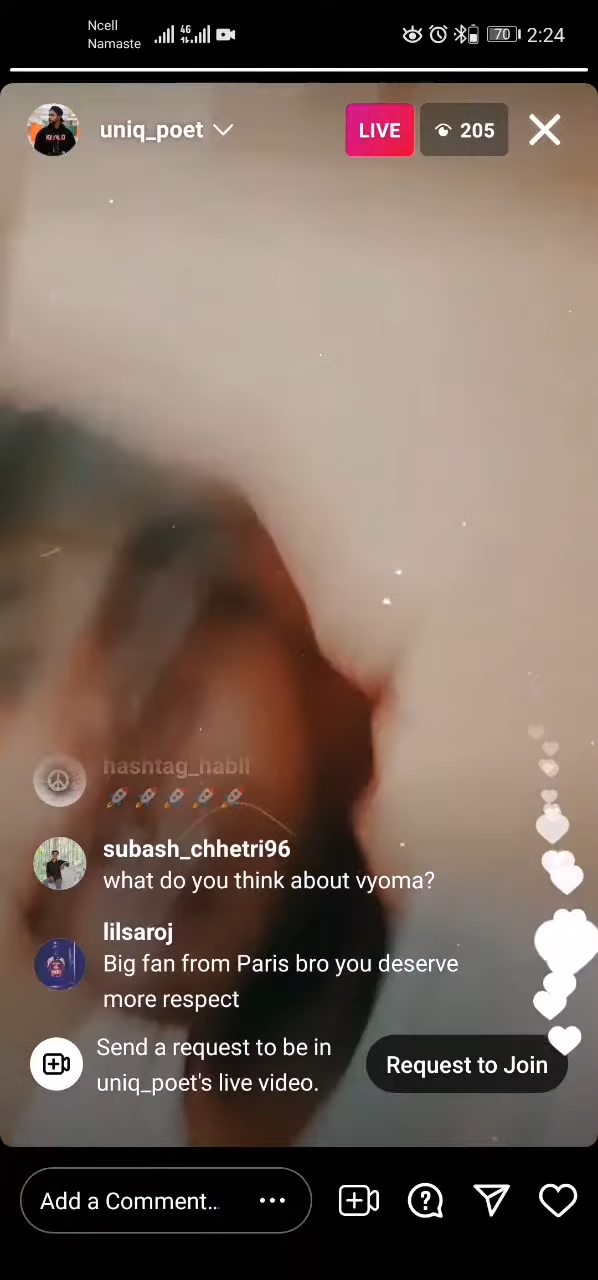 Ncell
Namaste
4G
70
2:24
uniq_poet
LIVE
205
hashtag_habil
🚀 🚀 🚀 🚀 🚀
subash_chhetri96
what do you think about vyoma?
lilsaroj
Big fan from Paris bro you deserve
more respect
Send a request to be in
uniq_poet's live video.
Request to Join
Add a Comment...